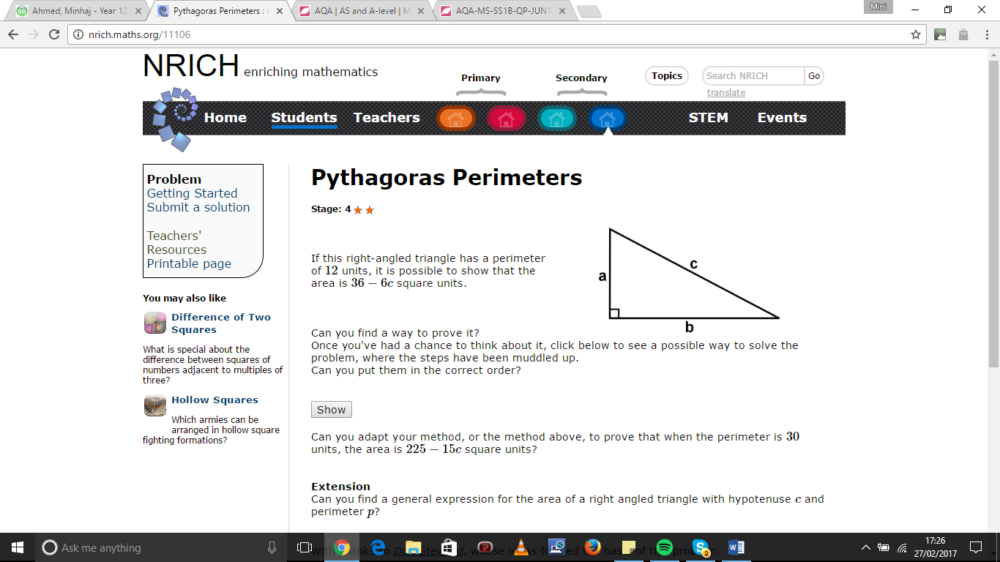 Ahmed, Minhaj - Year 12
Pythagoras Perimeters :
AQA | AS and A-level | M
AQA-MS-SS1B-QP-JUN1
Mini
nrich.maths.org/11106
NRICH enriching mathematics
Primary
Secondary
Topics
Search NRICH
Go
translate
Home
Students
Teachers
STEM
Events
Problem
Getting Started
Submit a solution
Teachers'
Resources
Printable page
You may also like
Difference of Two
Squares
What is special about the
difference between squares of
numbers adjacent to multiples of
three?
Hollow Squares
Which armies can be
arranged in hollow square
fighting formations?
Pythagoras Perimeters
Stage: 4
If this right-angled triangle has a perimeter
of 12 units, it is possible to show that the
area is 36 − 6c square units.
a
c
b
Can you find a way to prove it?
Once you've had a chance to think about it, click below to see a possible way to solve the
problem, where the steps have been muddled up.
Can you put them in the correct order?
Show
Can you adapt your method, or the method above, to prove that when the perimeter is 30
units, the area is 225 − 15c square units?
Extension
Can you find a general expression for the area of a right angled triangle with hypotenuse c and
perimeter p?
Ask me anything
2
17:26
27/02/2017